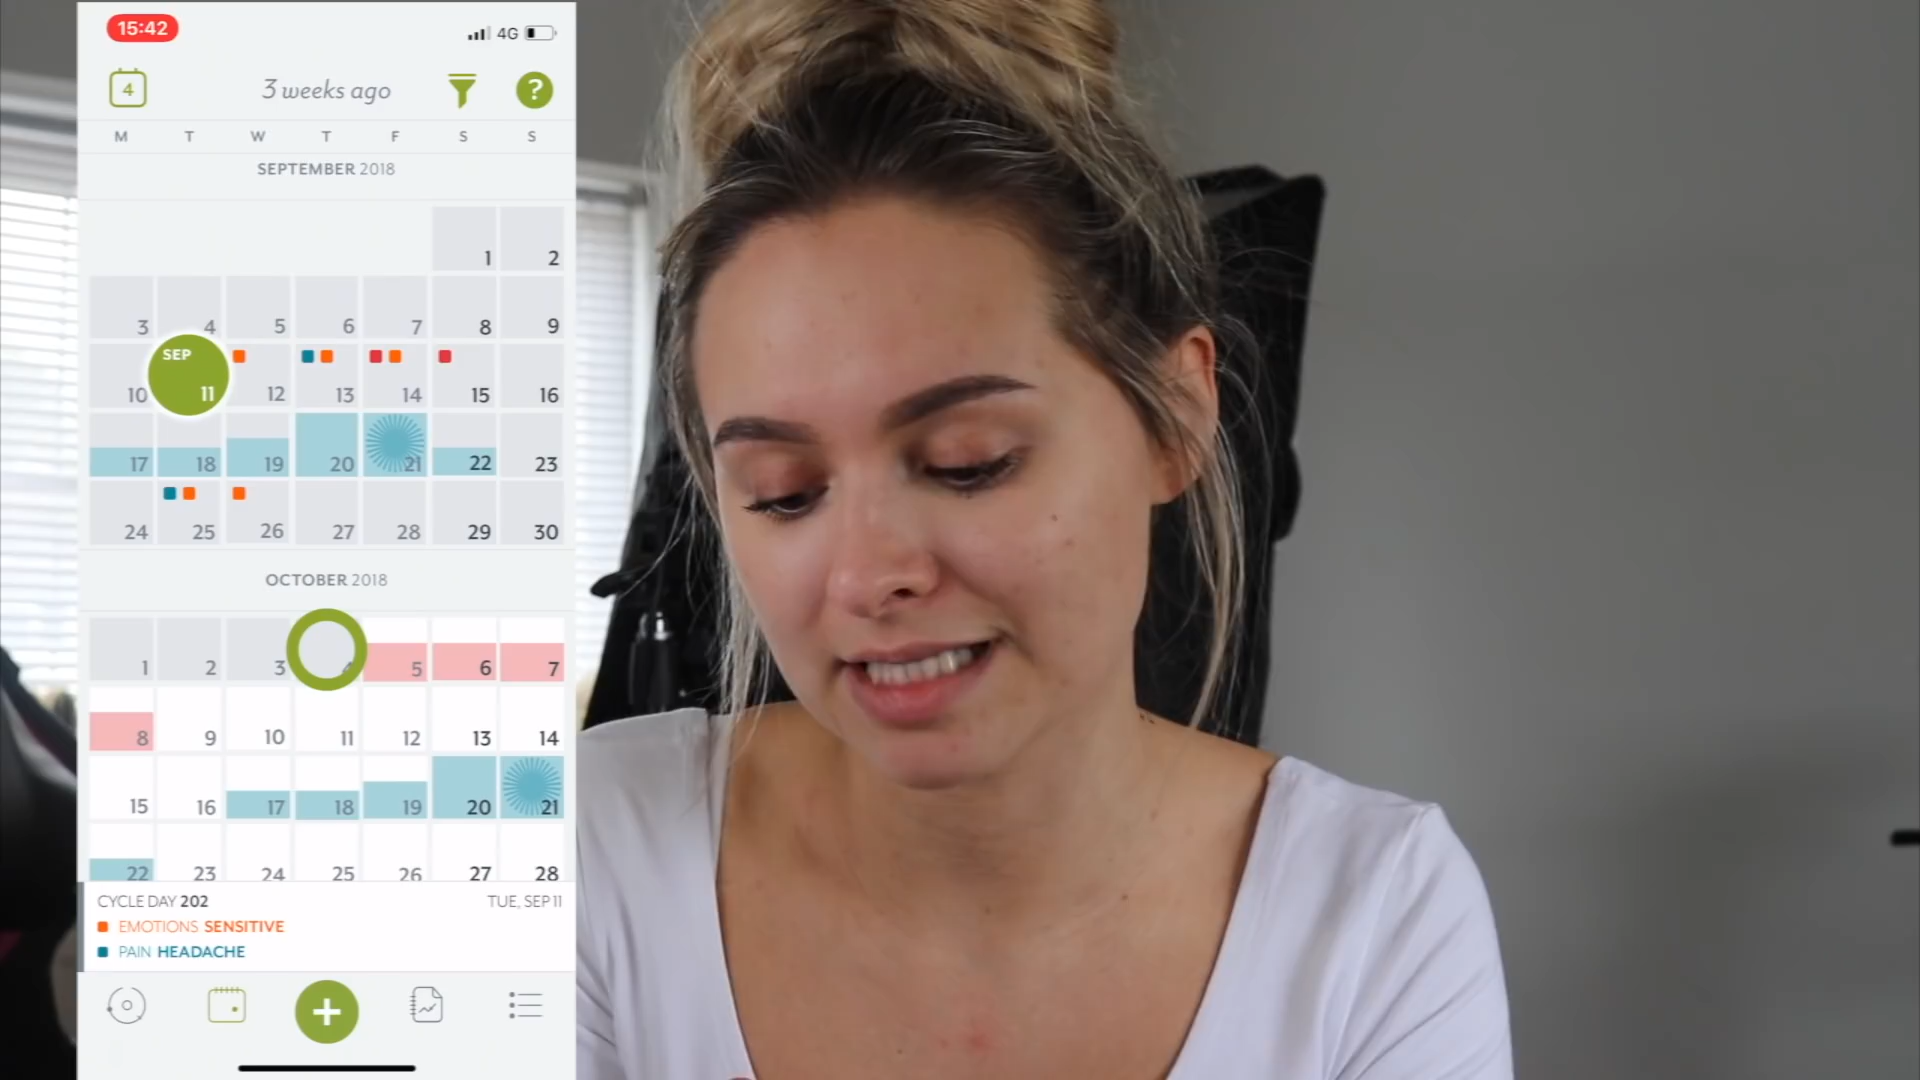 15:42 4G
4 3 weeks ago ?
M T W T F S S
SEPTEMBER 2018
1 2
3 4 5 6 7 8 9
10 SEP 11 12 13 14 15 16
17 18 19 20 21 22 23
24 25 26 27 28 29 30
OCTOBER 2018
1 2 3 4 5 6 7
8 9 10 11 12 13 14
15 16 17 18 19 20 21
22 23 24 25 26 27 28
CYCLE DAY 202 TUE, SEP 11
EMOTIONS SENSITIVE
PAIN HEADACHE